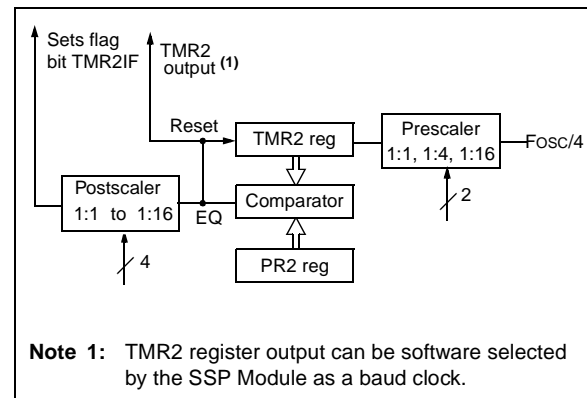 Sets flag
bit TMR2IF
TMR2
output (1)
Reset
TMR2 reg
Prescaler
1:1, 1:4, 1:16
FOSC/4
2
Postscaler
1:1 to 1:16
EQ
Comparator
4
PR2 reg
Note 1: TMR2 register output can be software selected
by the SSP Module as a baud clock.